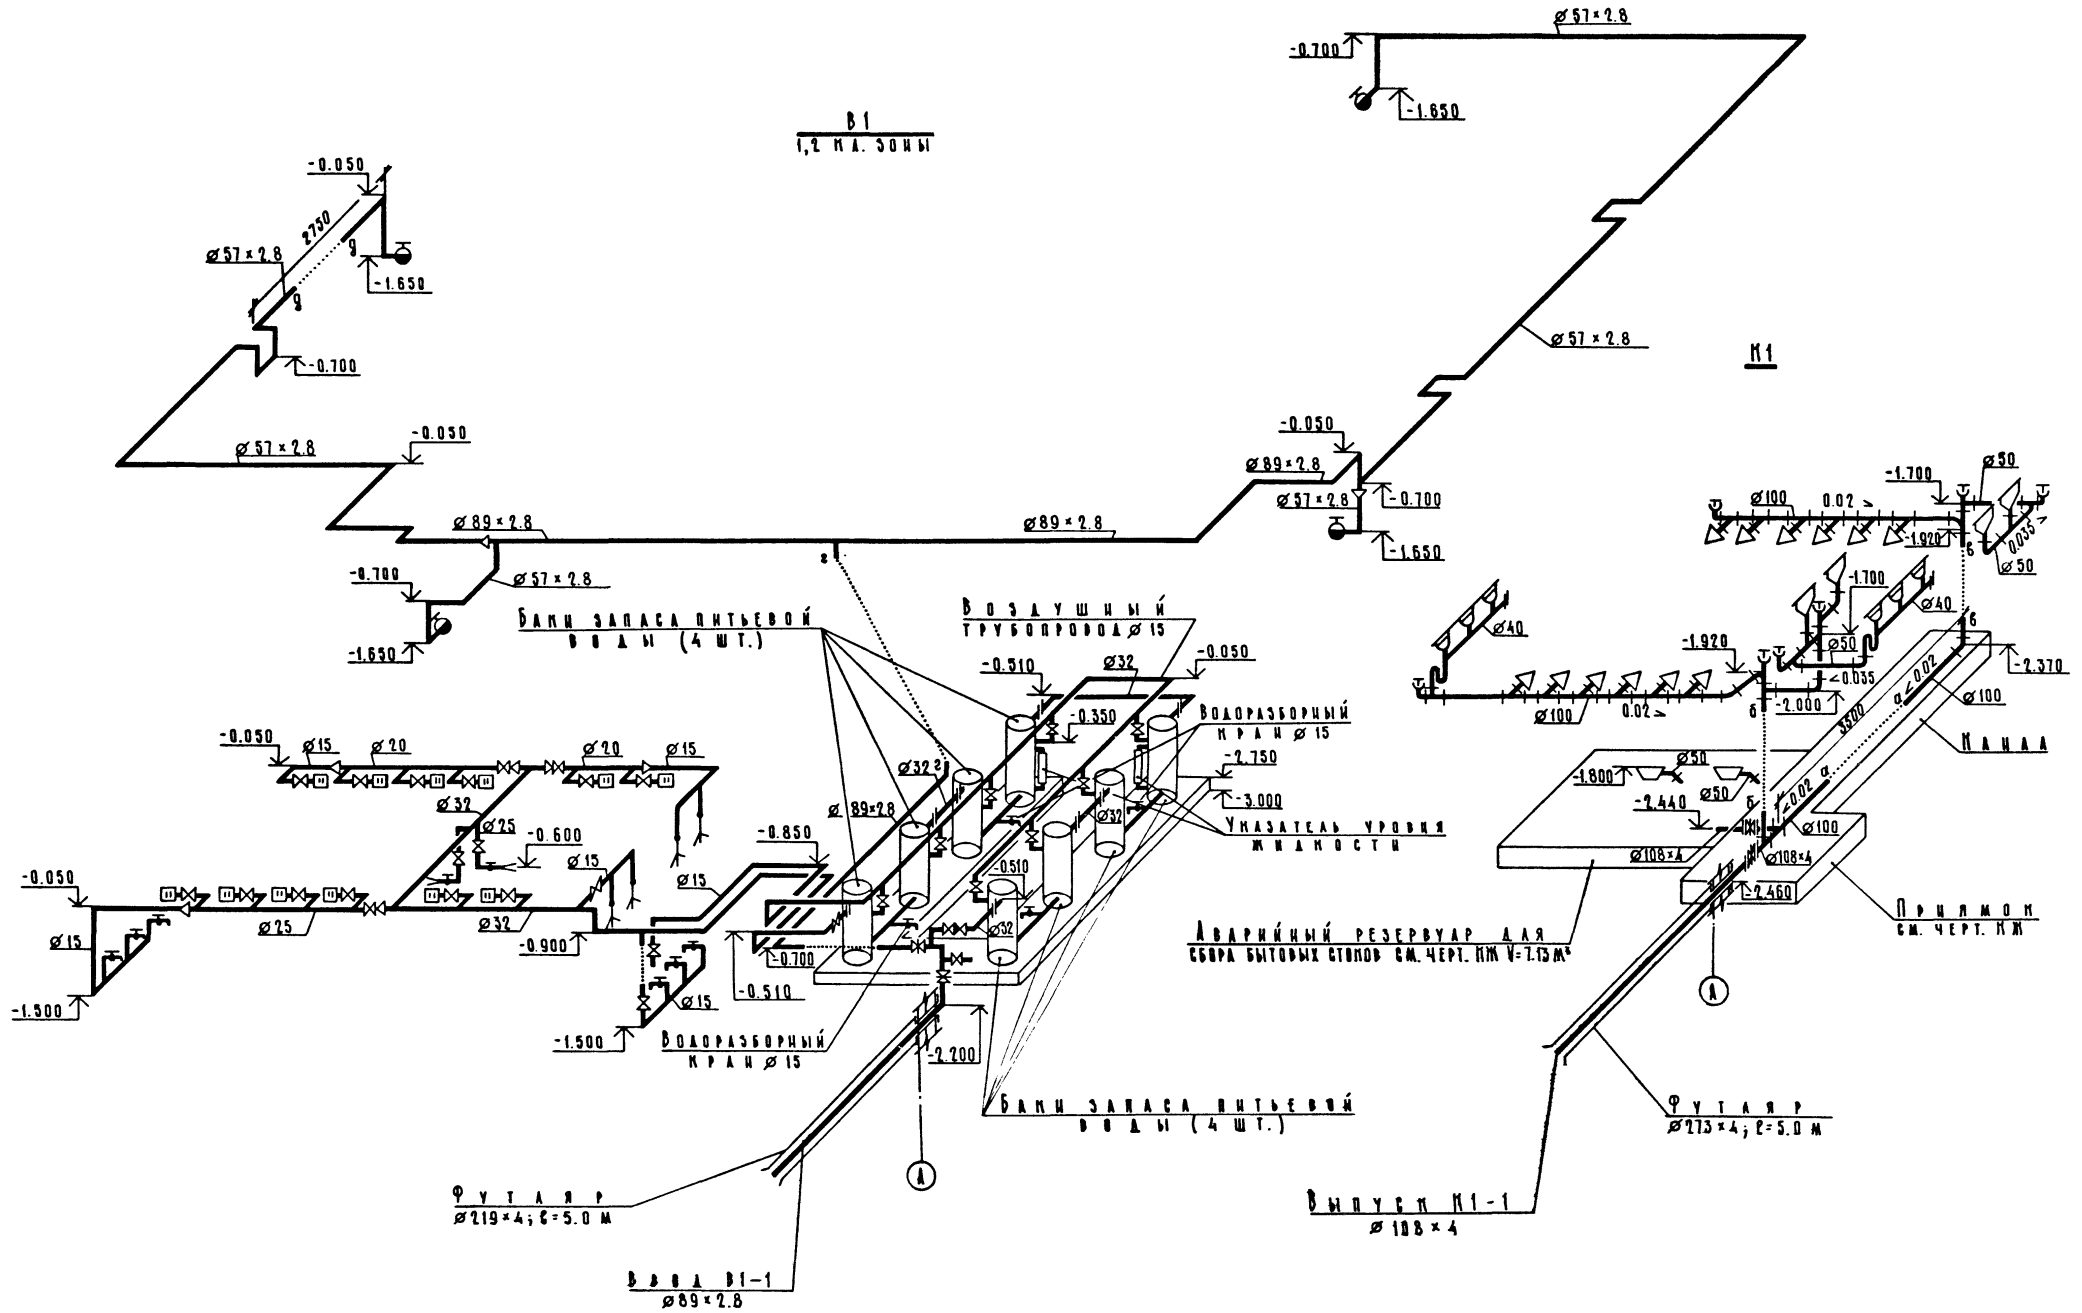 ⌀57×2.8
-0.700
-1.650
В1
1,2 КЛ. ЗОНЫ
-0.050
2750
⌀57×2.8
д
-1.650
д
-0.700
⌀57×2.8
К1
-0.050
⌀57×2.8
-0.050
⌀89×2.8
⌀57×2.8
-0.700
-1.650
⌀89×2.8
⌀89×2.8
г
-0.700
⌀57×2.8
-1.650
-1.700
⌀50
⌀100
0.02
-1.920
0.035
в
⌀50
Баки запаса питьевой
воды (4 шт.)
Воздушный
трубопровод ⌀15
-0.510
⌀32
-0.050
-0.350
Водоразборный
кран ⌀15
-2.750
-3.000
Указатель уровня
жидкости
⌀40
-1.920
-1.700
⌀40
⌀50
0.035
-2.000
⌀100
0.02
б
в
-2.370
0.02
а
⌀100
3500
Канал
-0.050
⌀15
⌀20
⌀20
⌀15
⌀32
⌀25
-0.600
⌀15
-0.850
⌀89×2.8
⌀32
г
⌀32
-0.510
⌀32
⌀15
-0.050
⌀15
⌀25
⌀32
-0.900
-0.700
-0.510
-1.500
⌀15
-1.500
Водоразборный
кран ⌀15
-2.200
-1.800
⌀50
⌀50
-2.440
б
0.02
а
⌀100
⌀108×4
⌀108×4
-2.460
Приямок
см. черт. КЖ
Аварийный резервуар для
сбора бытовых стоков см. черт. КЖ V=7.13м³
А
Баки запаса питьевой
воды (4 шт.)
А
Футляр
⌀219×4; ℓ=5.0 м
Ввод В1-1
⌀89×2.8
Футляр
⌀273×4; ℓ=5.0 м
Выпуск К1-1
⌀108×4